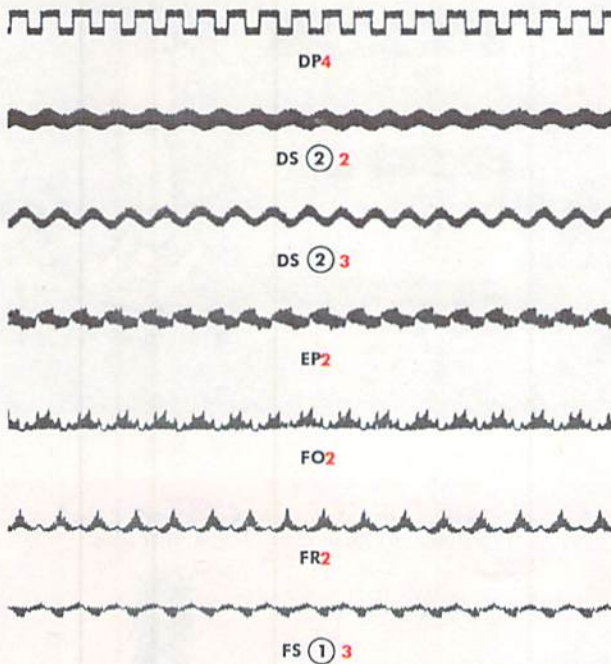 DP4
DS ② 2
DS ② 3
EP2
FO2
FR2
FS ① 3